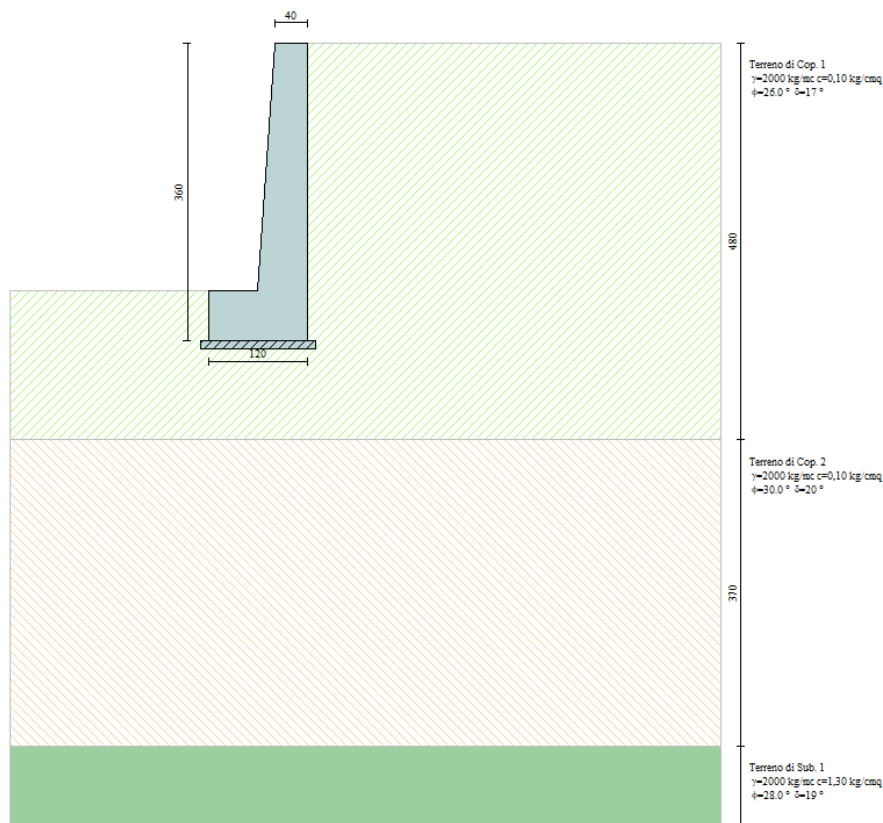 40
Terreno di Cop. 1
γ=2000 kg/mc c=0,10 kg/cmq
ϕ=26.0 ° δ=17 °
360
480
120
Terreno di Cop. 2
γ=2000 kg/mc c=0,10 kg/cmq
ϕ=30.0 ° δ=20 °
370
Terreno di Sub. 1
γ=2000 kg/mc c=1,30 kg/cmq
ϕ=28.0 ° δ=19 °